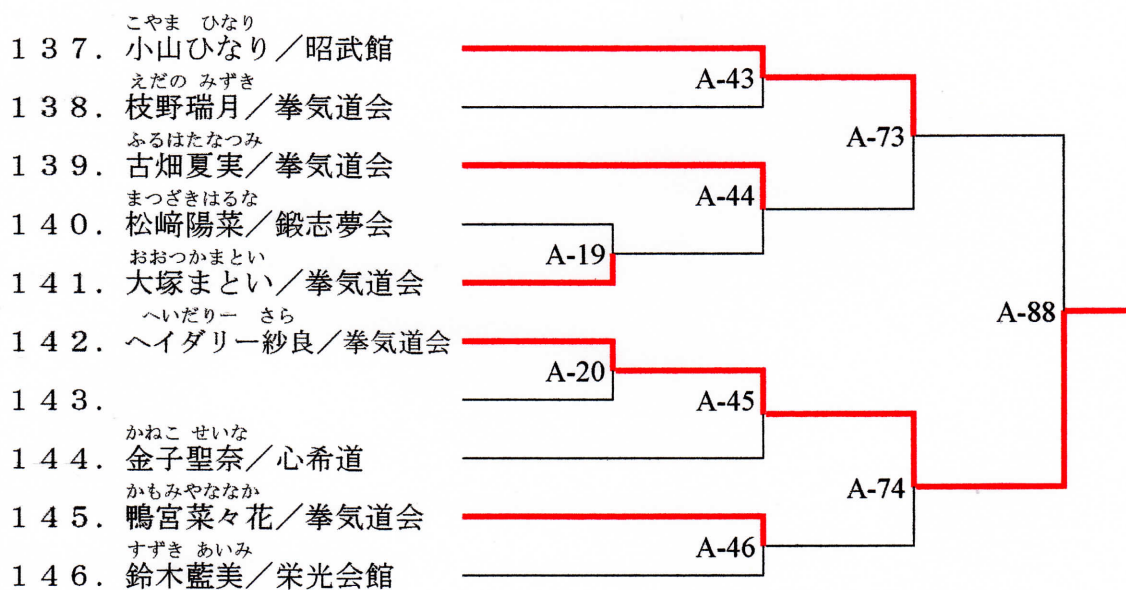 こやま ひなり
１３７．小山ひなり／昭武館
えだの みずき
１３８．枝野瑞月／拳気道会
ふるはたなつみ
１３９．古畑夏実／拳気道会
まつざきはるな
１４０．松﨑陽菜／鍛志夢会
おおつかまとい
１４１．大塚まとい／拳気道会
へいだりー さら
１４２．ヘイダリー紗良／拳気道会
１４３．
かねこ せいな
１４４．金子聖奈／心希道
かもみやななか
１４５．鴨宮菜々花／拳気道会
すずき あいみ
１４６．鈴木藍美／栄光会館
A-43
A-44
A-19
A-20
A-45
A-46
A-73
A-74
A-88